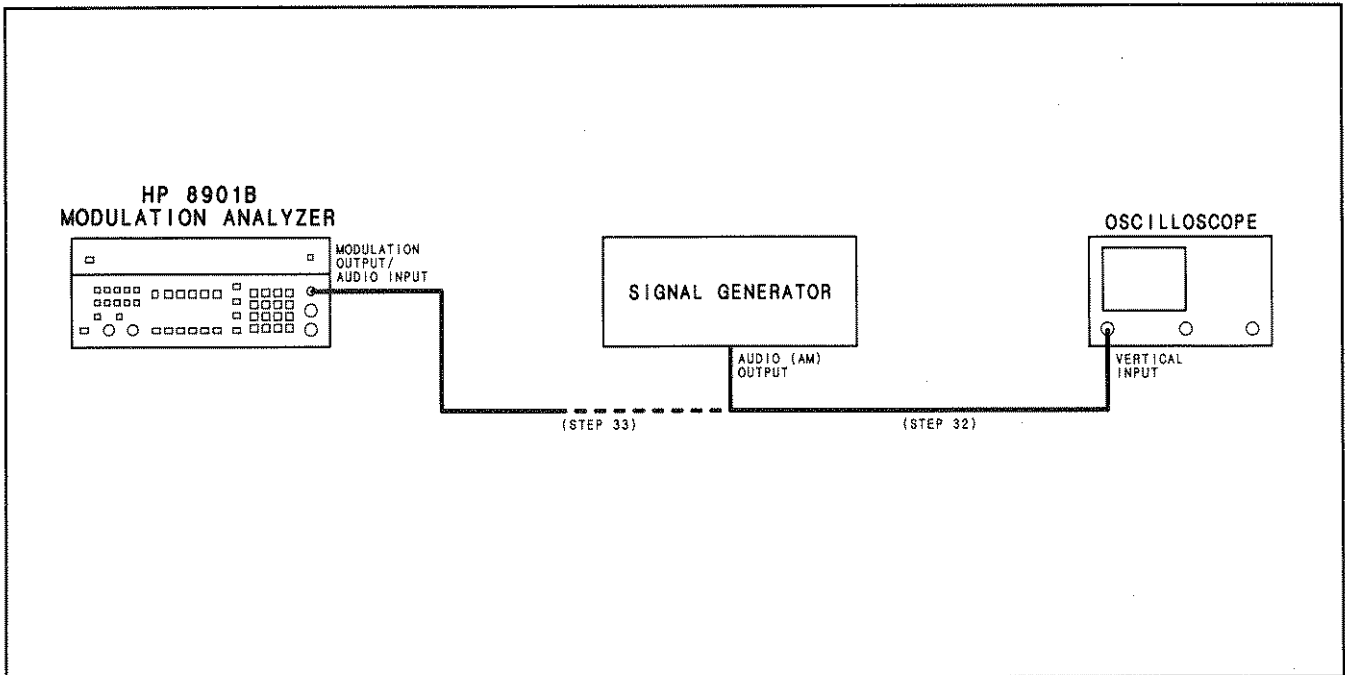 HP 8901B
MODULATION ANALYZER
MODULATION
OUTPUT/
AUDIO INPUT
SIGNAL GENERATOR
AUDIO (AM)
OUTPUT
OSCILLOSCOPE
VERTICAL
INPUT
(STEP 33)
(STEP 32)